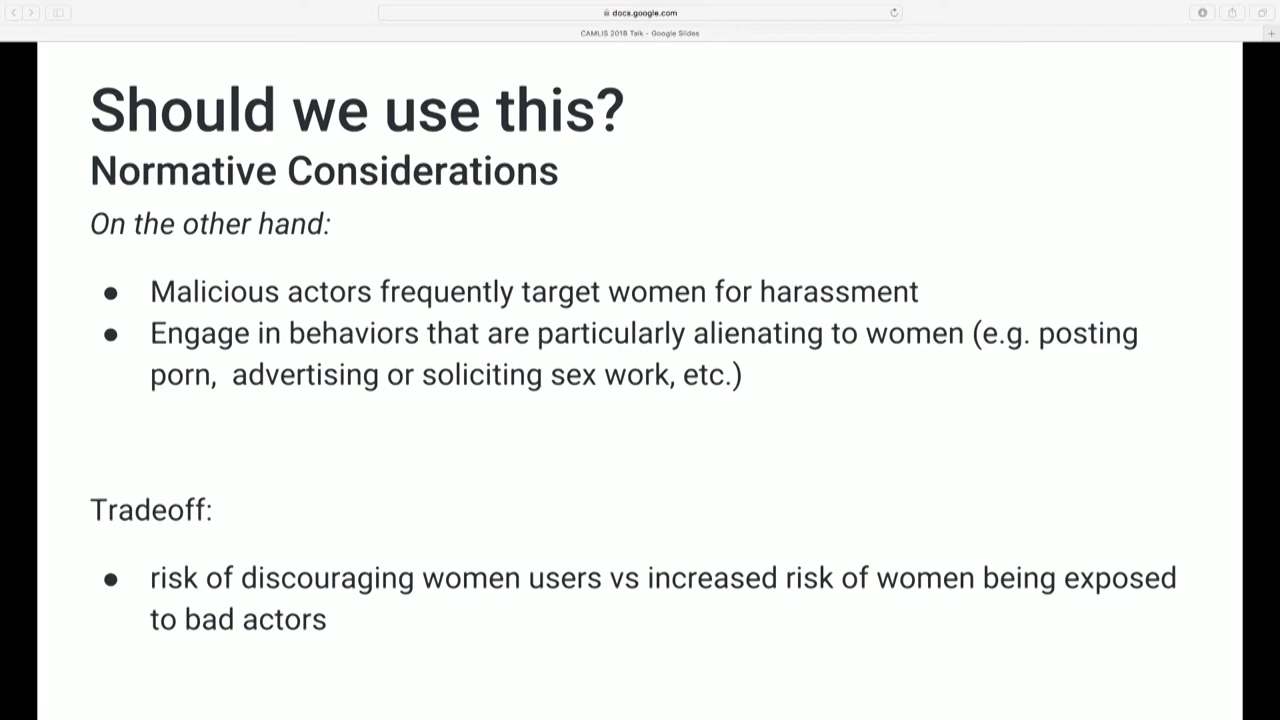 docs.google.com
CAMLIS 2018 Talk - Google Slides
Should we use this?
Normative Considerations
On the other hand:
● Malicious actors frequently target women for harassment
● Engage in behaviors that are particularly alienating to women (e.g. posting
porn, advertising or soliciting sex work, etc.)
Tradeoff:
● risk of discouraging women users vs increased risk of women being exposed
to bad actors